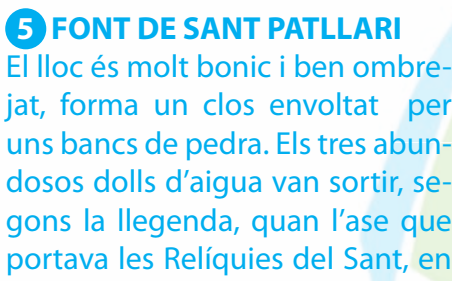 5 FONT DE SANT PATLLARI
El lloc és molt bonic i ben ombre-
jat, forma un clos envoltat per
uns bancs de pedra. Els tres abun-
dosos dolls d'aigua van sortir, se-
gons la llegenda, quan l'ase que
portava les Relíquies del Sant, en